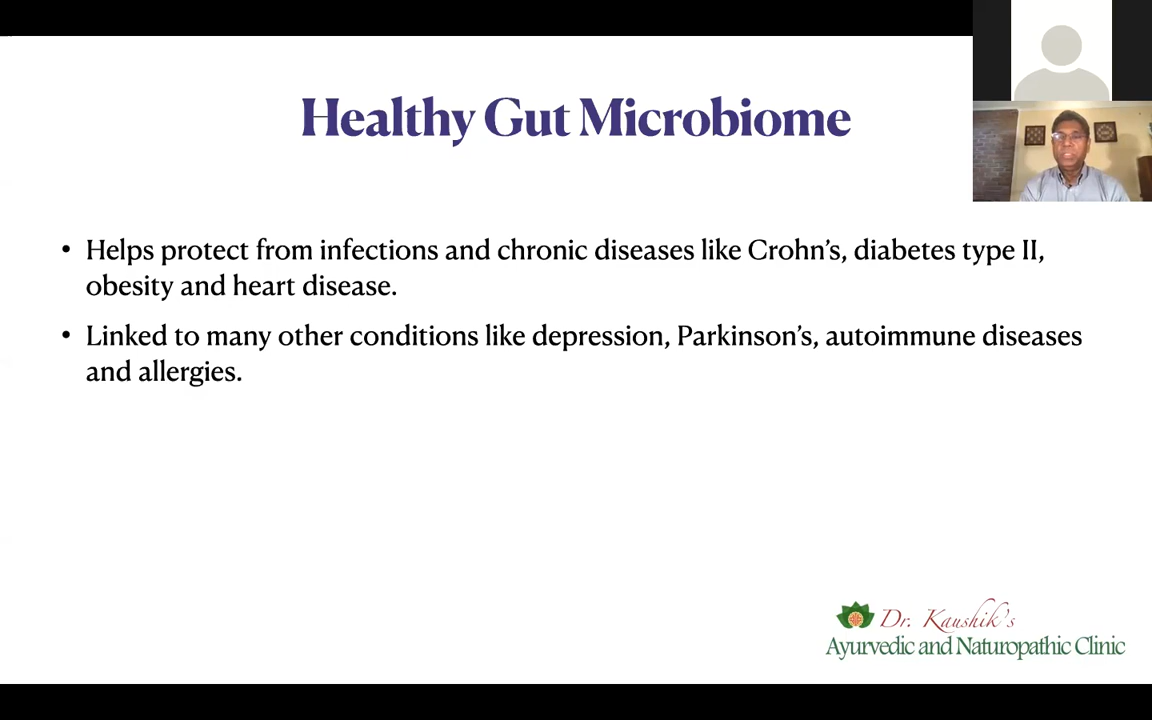 Healthy Gut Microbiome
• Helps protect from infections and chronic diseases like Crohn’s, diabetes type II,
obesity and heart disease.
• Linked to many other conditions like depression, Parkinson’s, autoimmune diseases
and allergies.
Dr. Kaushik's
Ayurvedic and Naturopathic Clinic